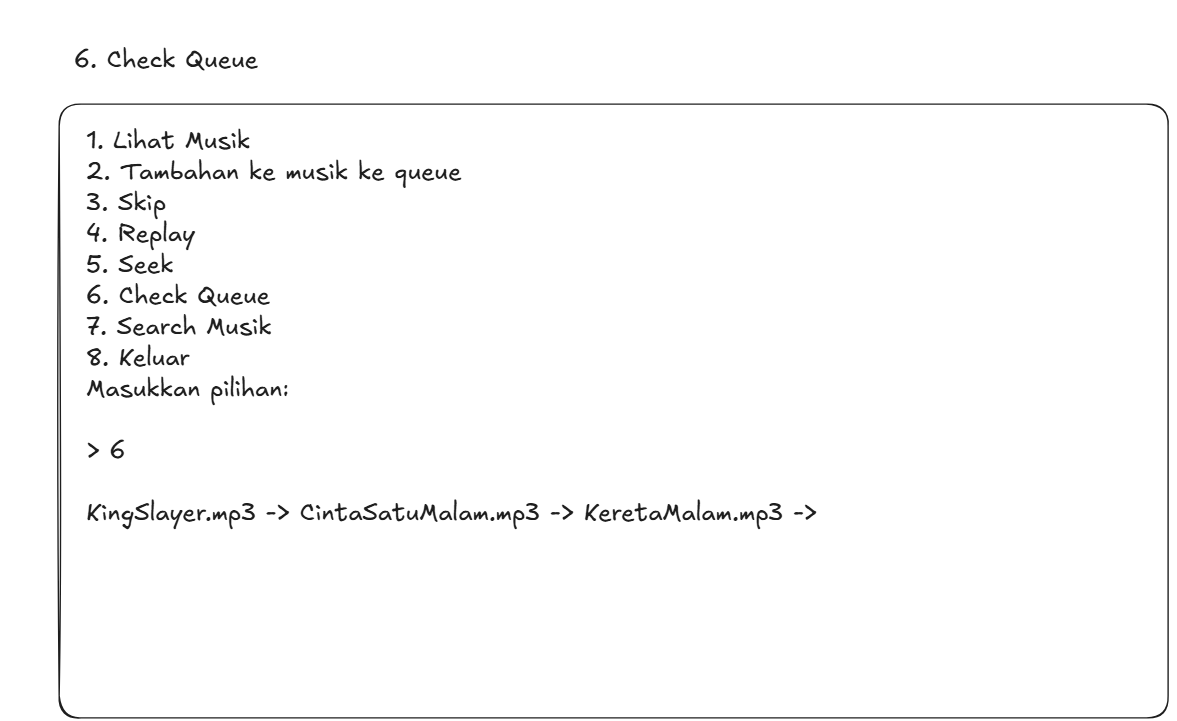 6. Check Queue
1. Lihat Musik
2. Tambahan ke musik ke queue
3. Skip
4. Replay
5. Seek
6. Check Queue
7. Search Musik
8. Keluar
Masukkan pilihan:
> 6
KingSlayer.mp3 -> CintaSatuMalam.mp3 -> KeretaMalam.mp3 ->